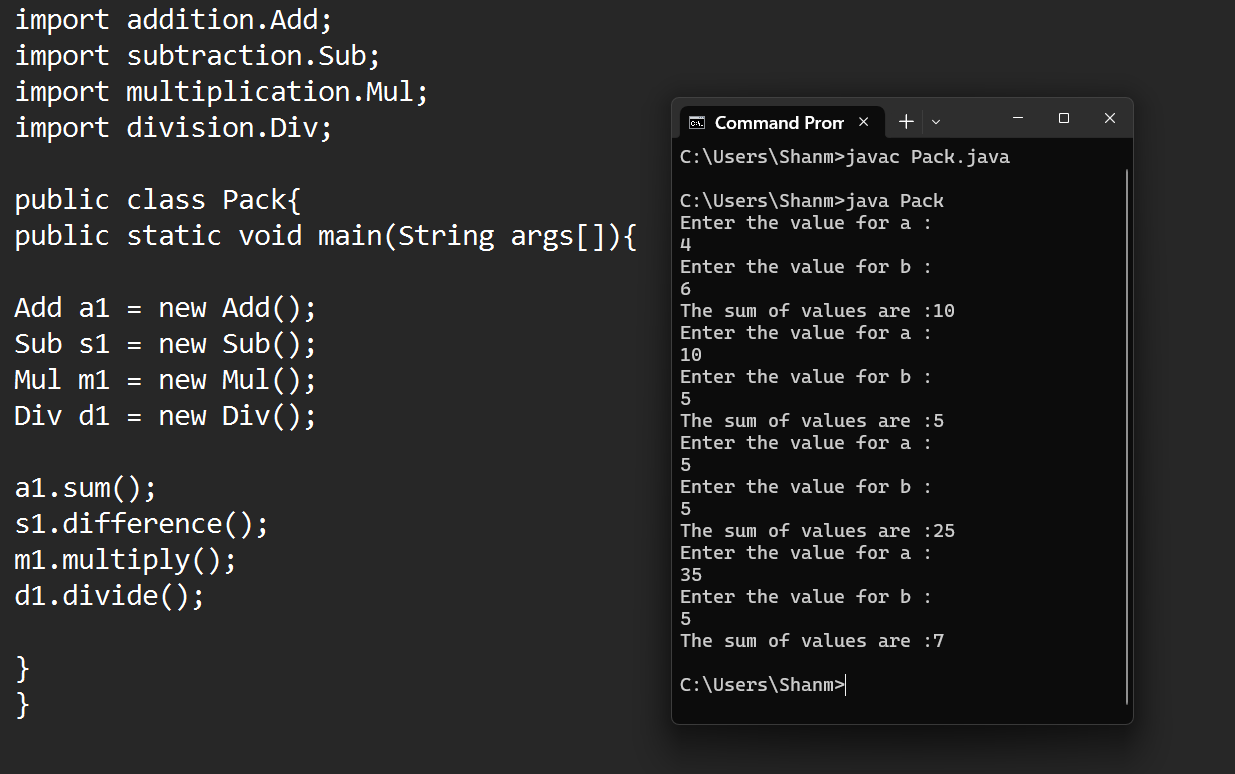 import addition.Add;
import subtraction.Sub;
import multiplication.Mul;
import division.Div;
public class Pack{
public static void main(String args[]){
Add a1 = new Add();
Sub s1 = new Sub();
Mul m1 = new Mul();
Div d1 = new Div();
a1.sum();
s1.difference();
m1.multiply();
d1.divide();
}
}
Command Prom
C:\Users\Shanm>javac Pack.java
C:\Users\Shanm>java Pack
Enter the value for a :
4
Enter the value for b :
6
The sum of values are :10
Enter the value for a :
10
Enter the value for b :
5
The sum of values are :5
Enter the value for a :
5
Enter the value for b :
5
The sum of values are :25
Enter the value for a :
35
Enter the value for b :
5
The sum of values are :7
C:\Users\Shanm>